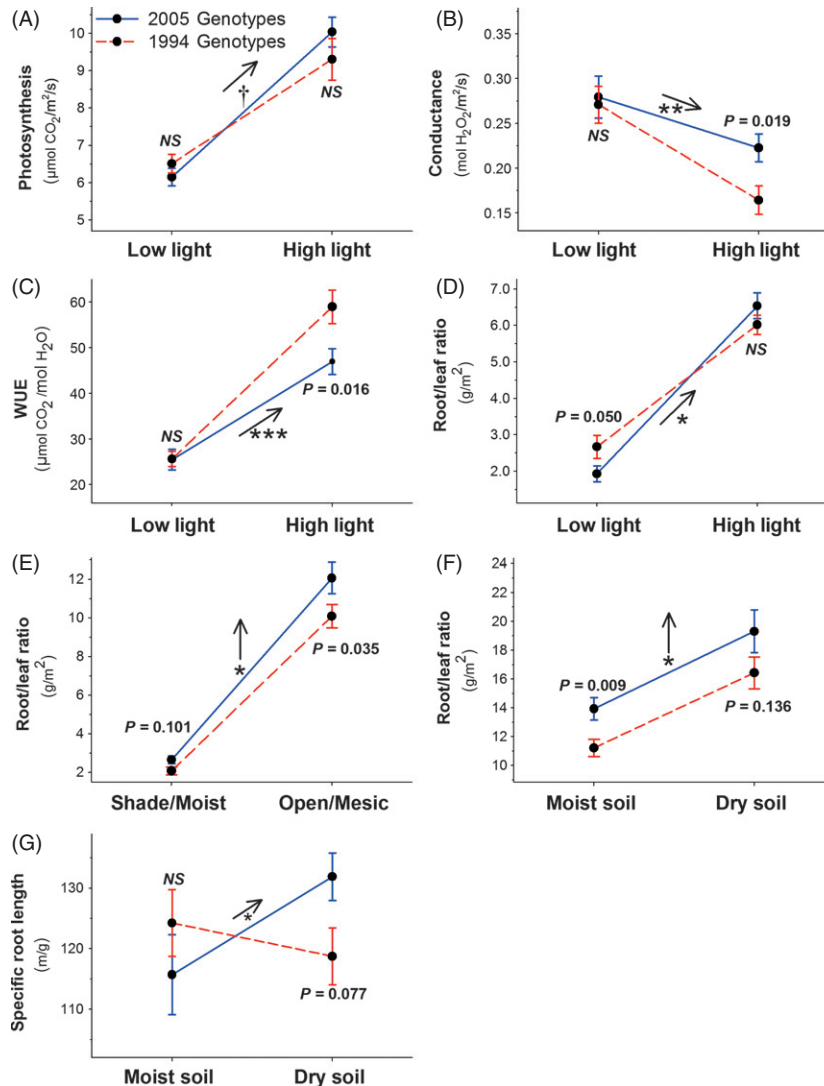 (A)
2005 Genotypes
1994 Genotypes
Photosynthesis
(µmol CO₂/m²/s)
10
9
8
7
6
5
NS
†
NS
Low light
High light
(B)
Conductance
(mol H₂O₂/m²/s)
0.35
0.30
0.25
0.20
0.15
NS
**
P = 0.019
Low light
High light
(C)
WUE
(µmol CO₂/mol H₂O)
60
50
40
30
20
NS
***
P = 0.016
Low light
High light
(D)
Root/leaf ratio
(g/m²)
7.0
6.0
5.0
4.0
3.0
2.0
P = 0.050
*
NS
Low light
High light
(E)
Root/leaf ratio
(g/m²)
12
10
8
6
4
2
P = 0.101
*
P = 0.035
Shade/Moist
Open/Mesic
(F)
Root/leaf ratio
(g/m²)
24
22
20
18
16
14
12
10
P = 0.009
*
P = 0.136
Moist soil
Dry soil
(G)
Specific root length
(m/g)
130
120
110
NS
*
P = 0.077
Moist soil
Dry soil